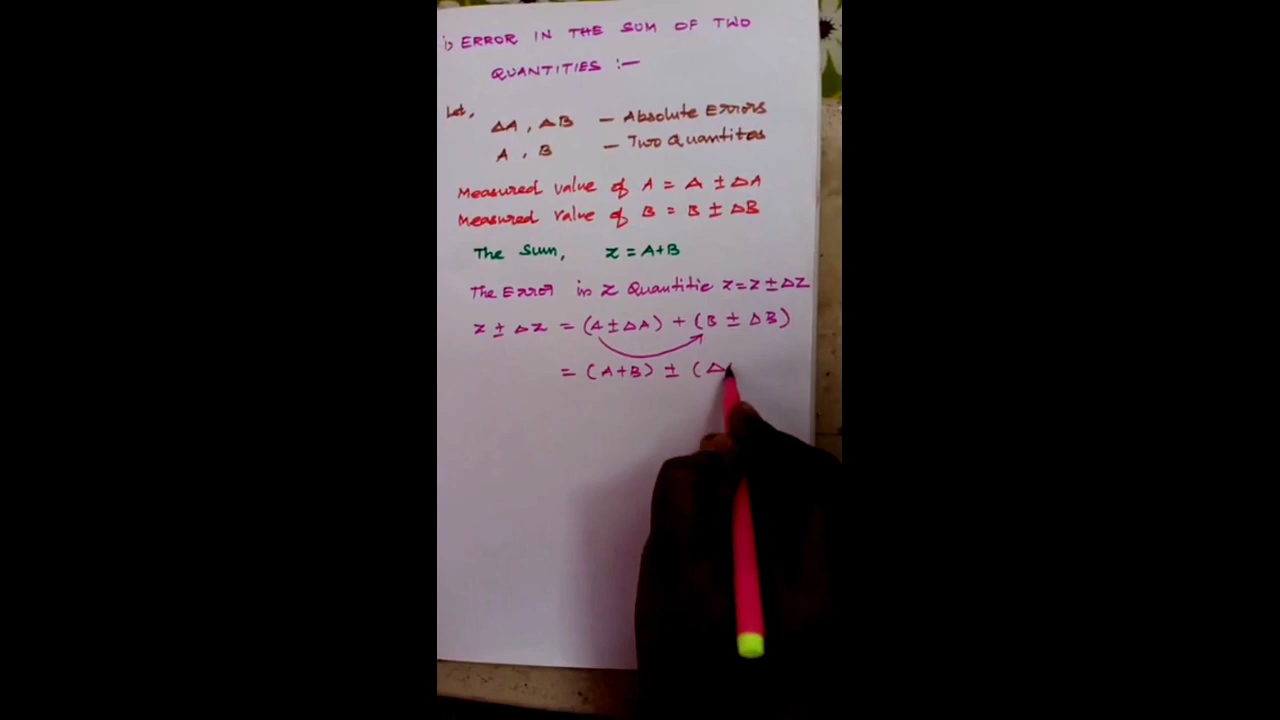 i) ERROR IN THE SUM OF TWO
QUANTITIES :—
Let,
ΔA, ΔB — Absolute Errors
A, B — Two Quantites
Measured value of A = A ± ΔA
Measured value of B = B ± ΔB
The Sum, Z = A+B
The Error in Z Quantitie Z = Z ± ΔZ
Z ± ΔZ = (A ± ΔA) + (B ± ΔB)
= (A+B) ± (Δ